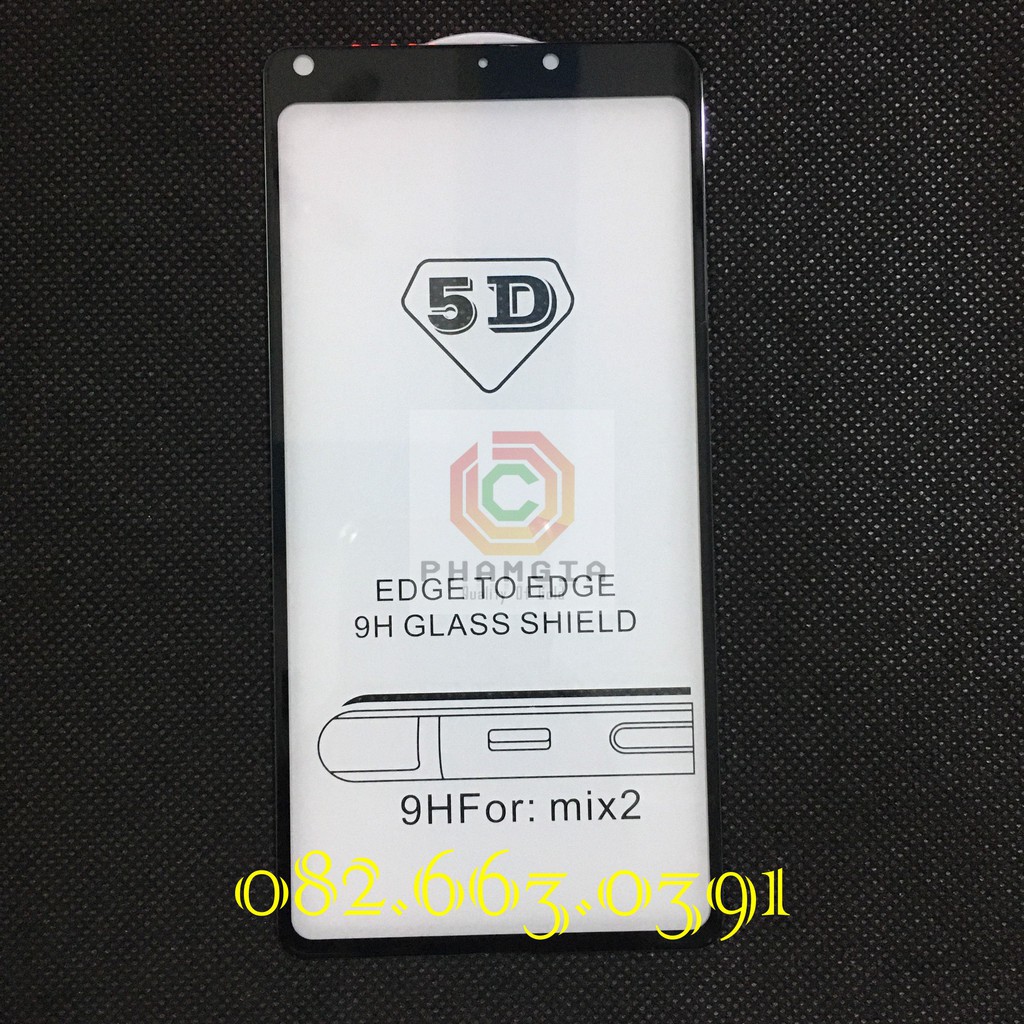 5D
C
PHAMGIA
EDGE TO EDGE
9H GLASS SHIELD
9HFor: mix2
082.663.0391